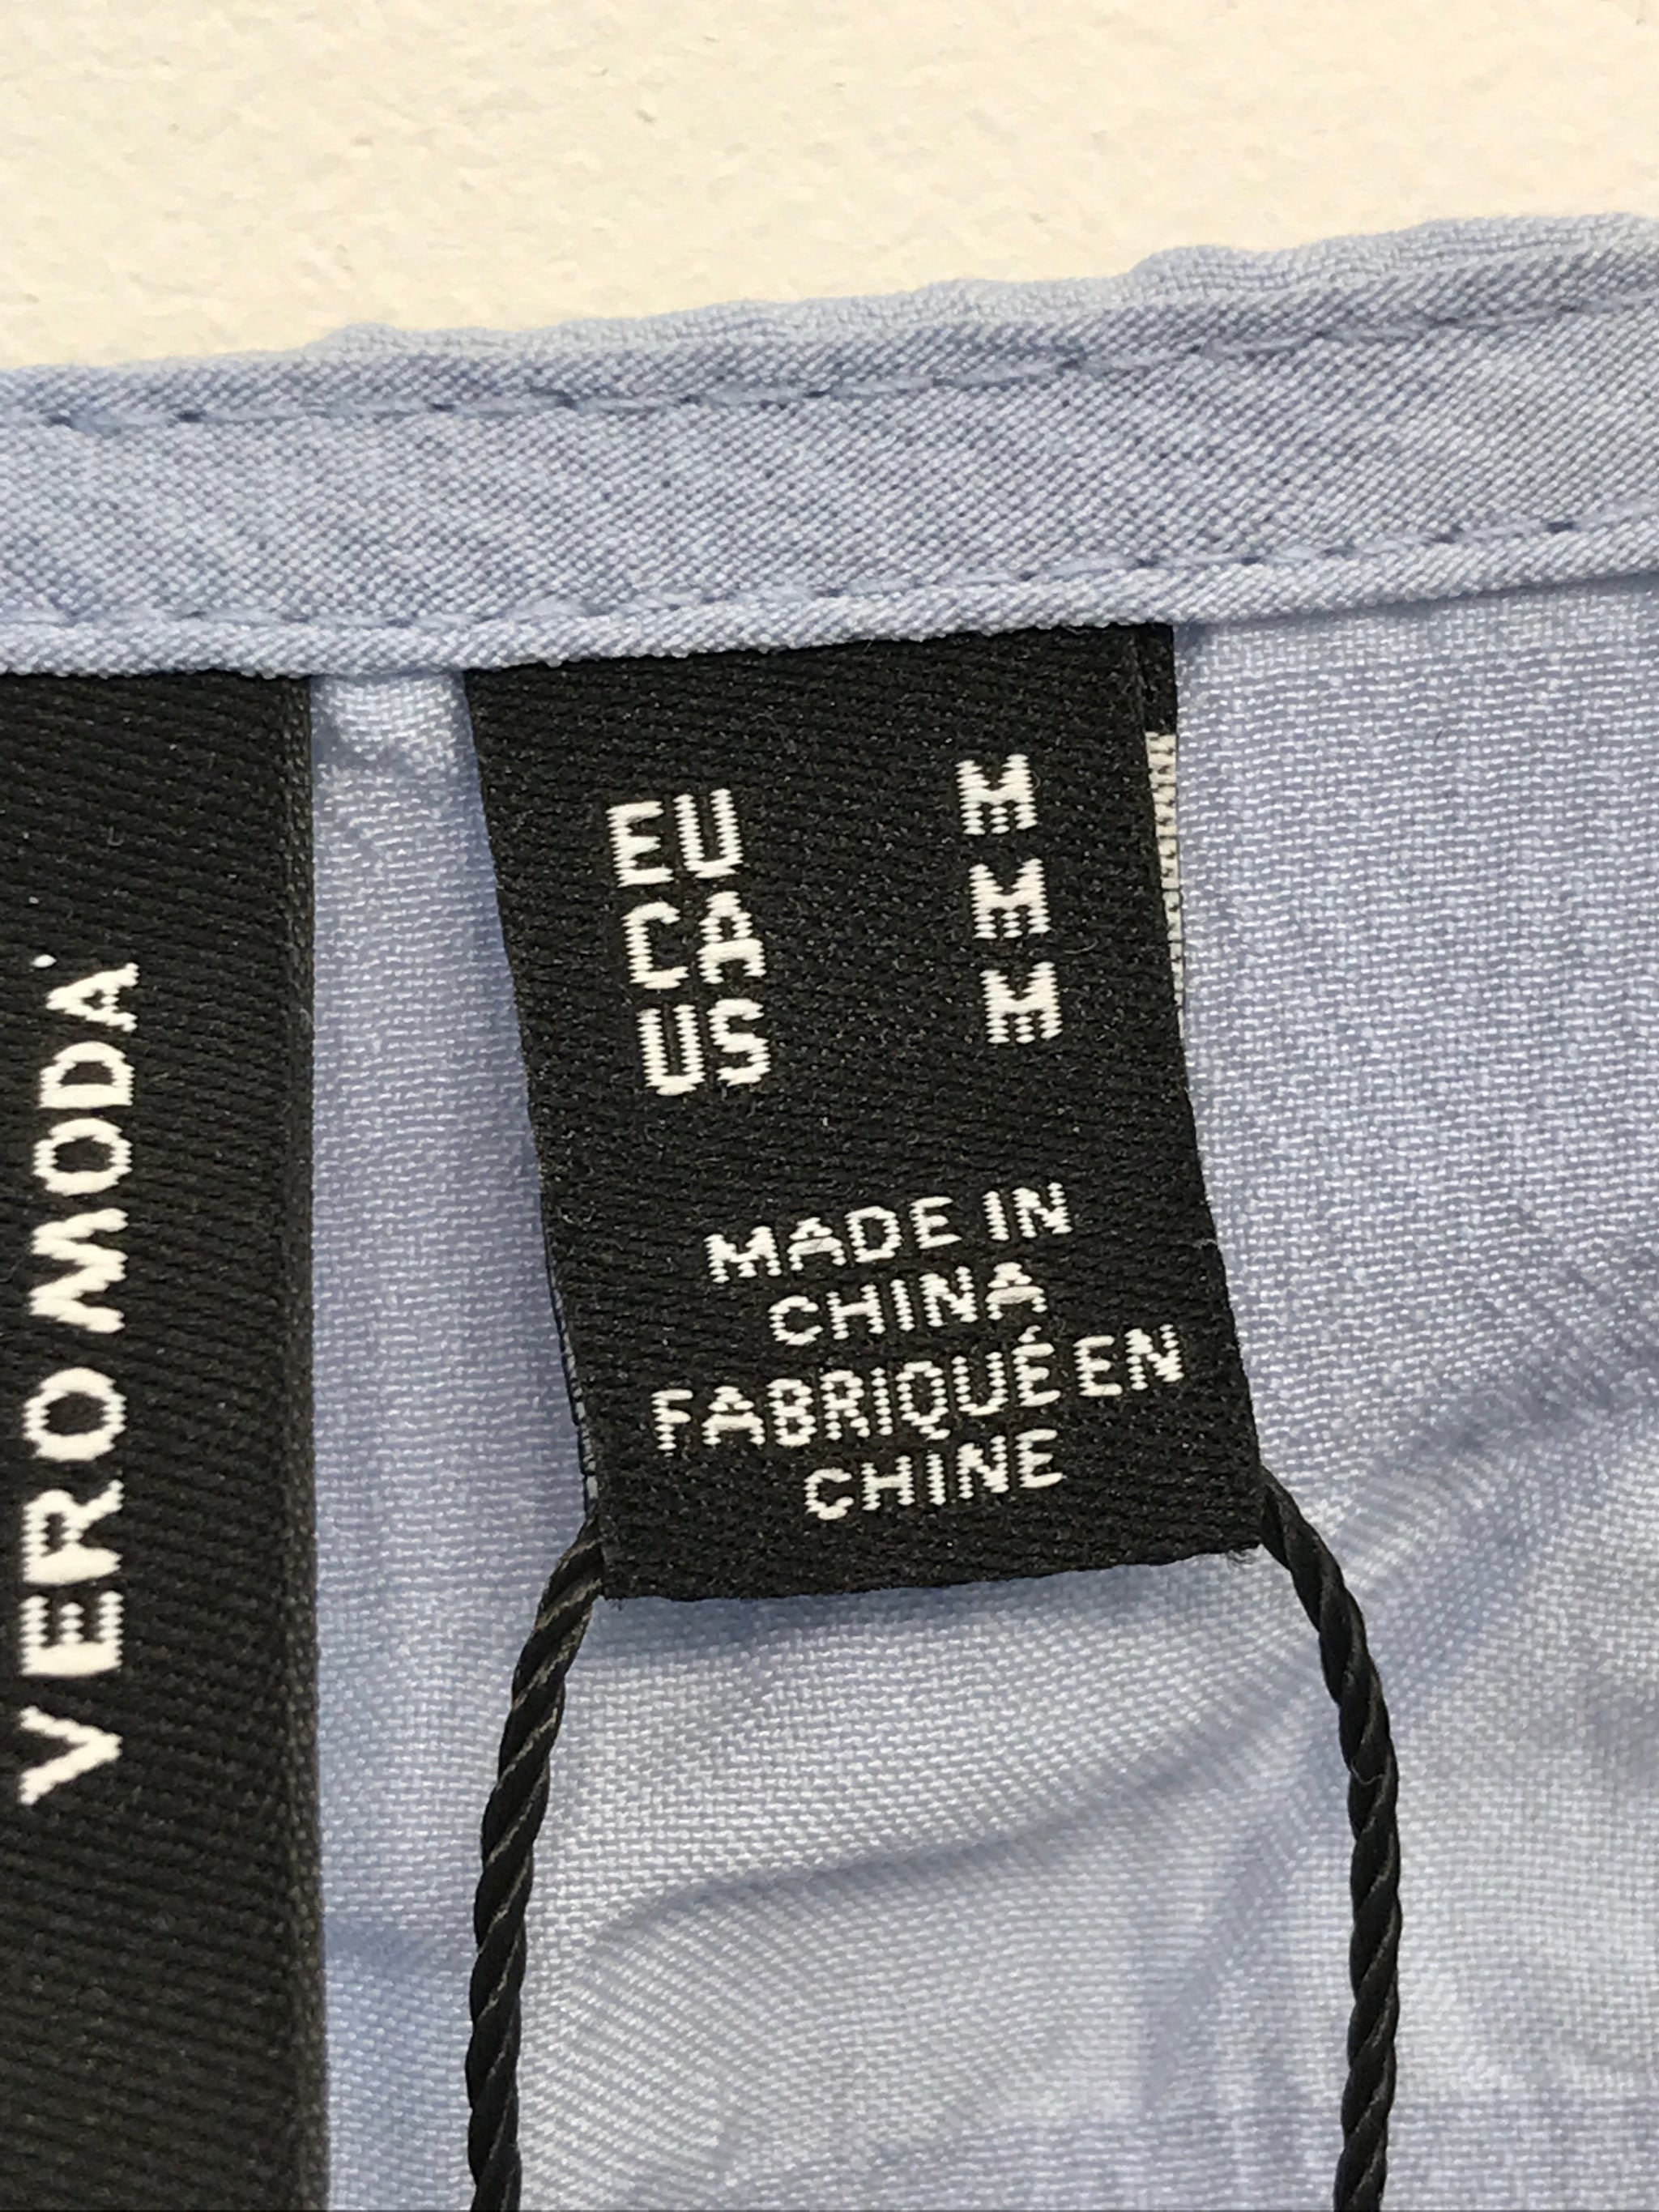 VERO MODA
EU M
CA M
US M
MADE IN
CHINA
FABRIQUÉ EN
CHINE